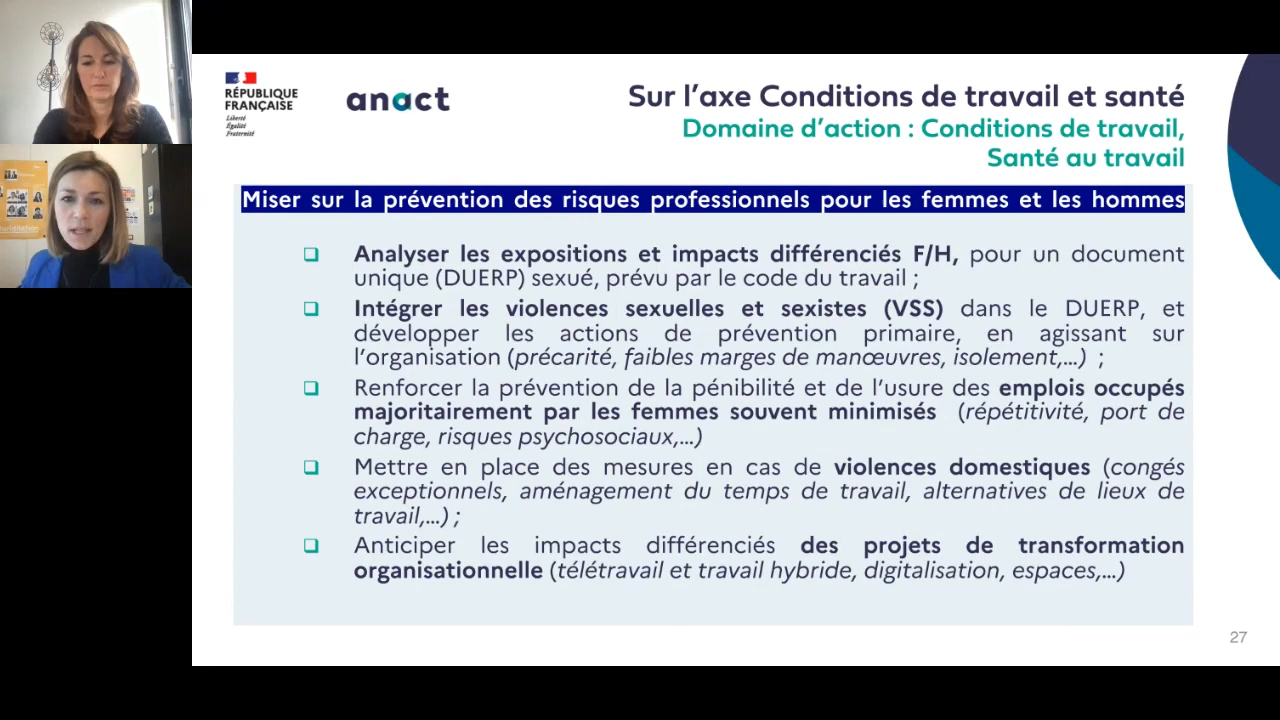 RÉPUBLIQUE
FRANÇAISE
Liberté
Égalité
Fraternité
anact
Sur l'axe Conditions de travail et santé
Domaine d'action : Conditions de travail,
Santé au travail
Miser sur la prévention des risques professionnels pour les femmes et les hommes
Analyser les expositions et impacts différenciés F/H, pour un document
unique (DUERP) sexué, prévu par le code du travail ;
Intégrer les violences sexuelles et sexistes (VSS) dans le DUERP, et
développer les actions de prévention primaire, en agissant sur
l'organisation (précarité, faibles marges de manœuvres, isolement,…) ;
Renforcer la prévention de la pénibilité et de l'usure des emplois occupés
majoritairement par les femmes souvent minimisés (répétitivité, port de
charge, risques psychosociaux,…)
Mettre en place des mesures en cas de violences domestiques (congés
exceptionnels, aménagement du temps de travail, alternatives de lieux de
travail,…) ;
Anticiper les impacts différenciés des projets de transformation
organisationnelle (télétravail et travail hybride, digitalisation, espaces,…)
27